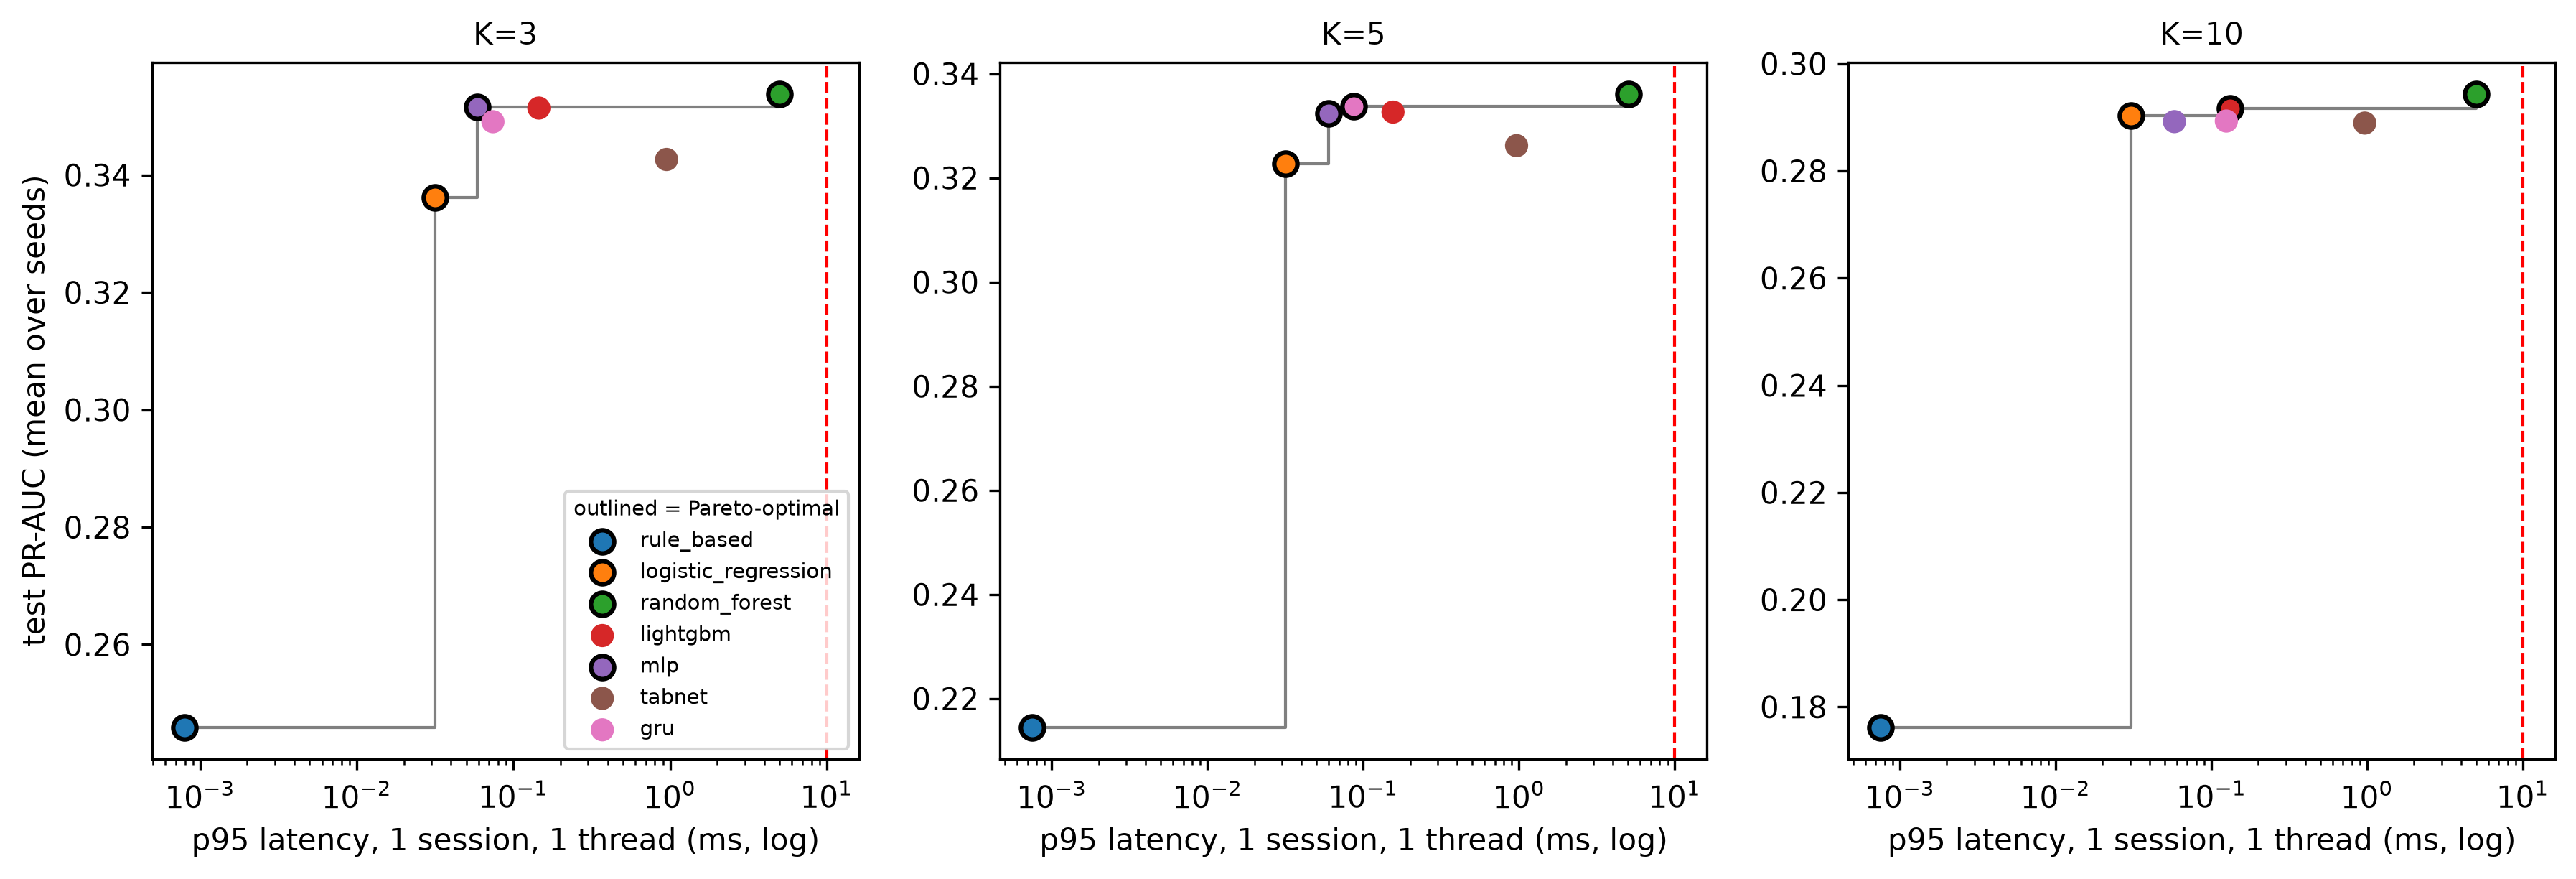 K=3
test PR-AUC (mean over seeds)
0.34
0.32
0.30
0.28
0.26
outlined = Pareto-optimal
rule_based
logistic_regression
random_forest
lightgbm
mlp
tabnet
gru
10⁻³ 10⁻² 10⁻¹ 10⁰ 10¹
p95 latency, 1 session, 1 thread (ms, log)
K=5
0.34
0.32
0.30
0.28
0.26
0.24
0.22
10⁻³ 10⁻² 10⁻¹ 10⁰ 10¹
p95 latency, 1 session, 1 thread (ms, log)
K=10
0.30
0.28
0.26
0.24
0.22
0.20
0.18
10⁻³ 10⁻² 10⁻¹ 10⁰ 10¹
p95 latency, 1 session, 1 thread (ms, log)